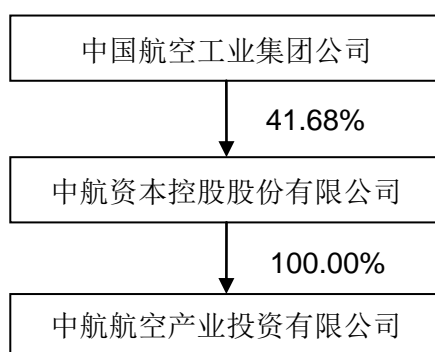 中国航空工业集团公司
41.68%
中航资本控股股份有限公司
100.00%
中航航空产业投资有限公司